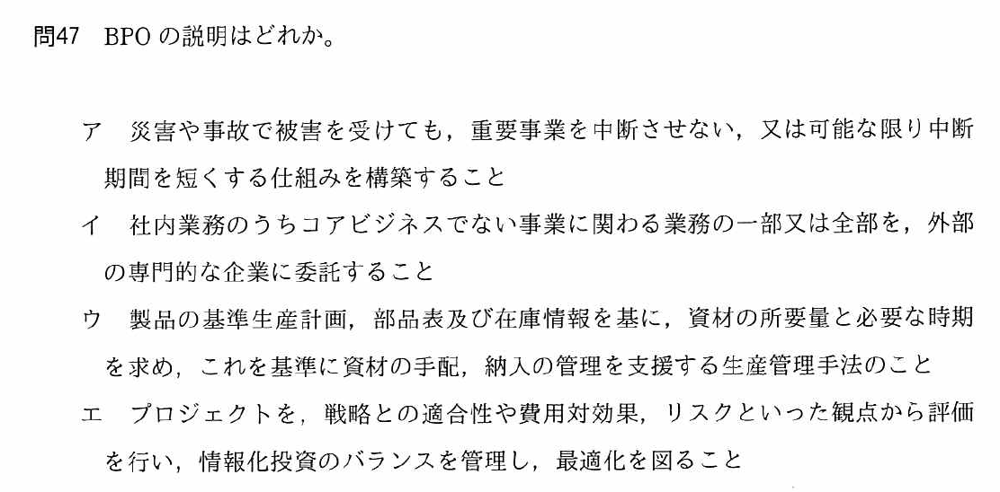 問47 BPO の説明はどれか。
ア 災害や事故で被害を受けても，重要事業を中断させない，又は可能な限り中断
期間を短くする仕組みを構築すること
イ 社内業務のうちコアビジネスでない事業に関わる業務の一部又は全部を，外部
の専門的な企業に委託すること
ウ 製品の基準生産計画，部品表及び在庫情報を基に，資材の所要量と必要な時期
を求め，これを基準に資材の手配，納入の管理を支援する生産管理手法のこと
エ プロジェクトを，戦略との適合性や費用対効果，リスクといった観点から評価
を行い，情報化投資のバランスを管理し，最適化を図ること